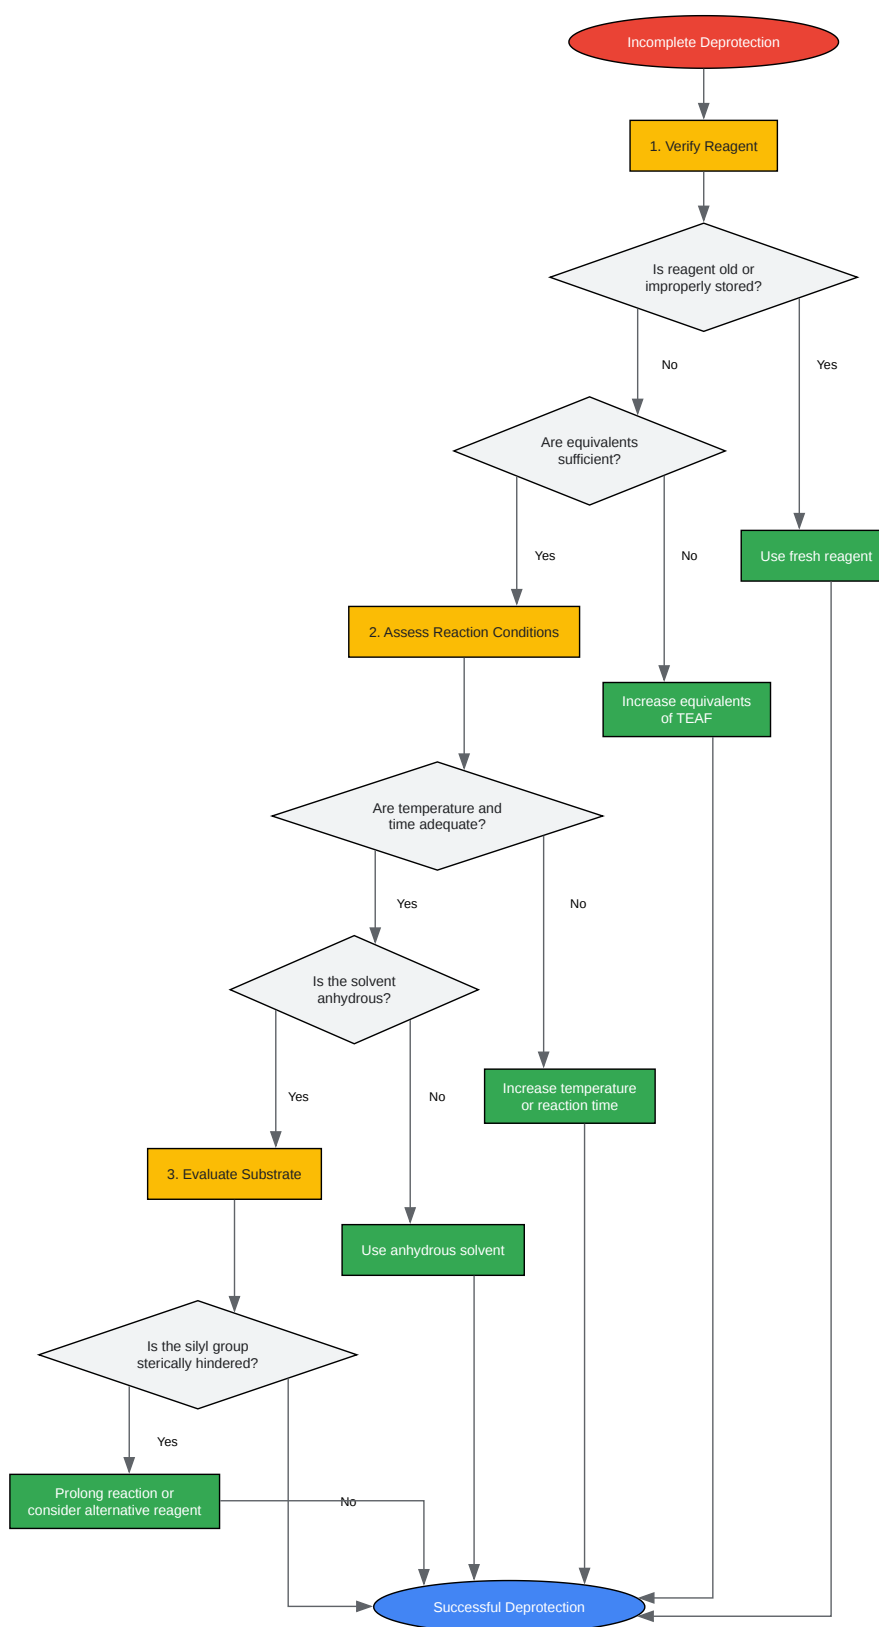 Incomplete Deprotection
1. Verify Reagent
Is reagent old or
improperly stored?
No
Yes
Are equivalents
sufficient?
Yes
No
Use fresh reagent
2. Assess Reaction Conditions
Increase equivalents
of TEAF
Are temperature and
time adequate?
Yes
No
Is the solvent
anhydrous?
Yes
No
Increase temperature
or reaction time
3. Evaluate Substrate
Use anhydrous solvent
Is the silyl group
sterically hindered?
Yes
Prolong reaction or
consider alternative reagent
No
Successful Deprotection